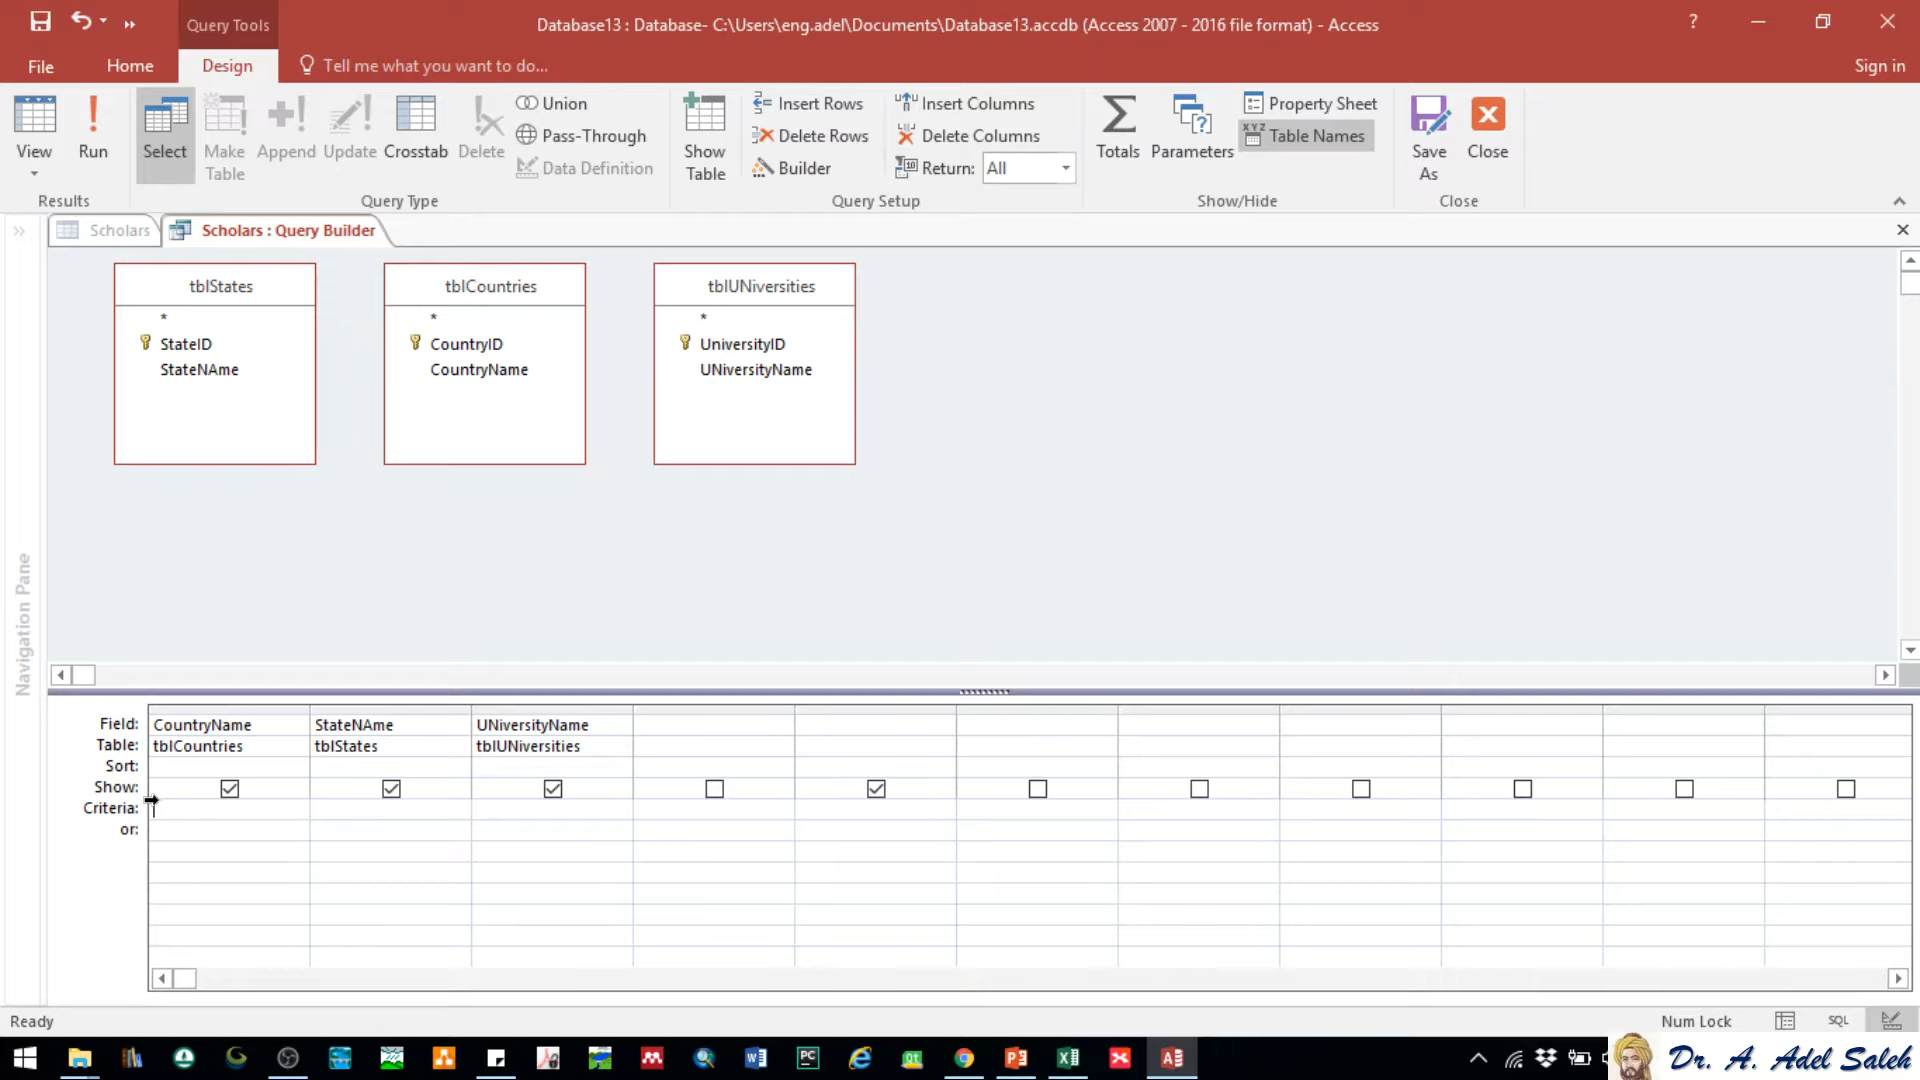 Query Tools
Database13 : Database- C:\Users\eng.adel\Documents\Database13.accdb (Access 2007 - 2016 file format) - Access
?
File
Home
Design
Tell me what you want to do...
Sign in
View
Run
Select
Make Table
Append
Update
Crosstab
Delete
Union
Pass-Through
Data Definition
Show Table
Insert Rows
Delete Rows
Builder
Insert Columns
Delete Columns
Return: All
Totals
Parameters
Property Sheet
Table Names
Save As
Close
Results
Query Type
Query Setup
Show/Hide
Close
Scholars
Scholars : Query Builder
Navigation Pane
tblStates
*
StateID
StateNAme
tblCountries
*
CountryID
CountryName
tblUNiversities
*
UniversityID
UNiversityName
Field: CountryName StateNAme UNiversityName
Table: tblCountries tblStates tblUNiversities
Sort:
Show:
Criteria:
or:
Ready
Num Lock
SQL
Dr. A. Adel Saleh